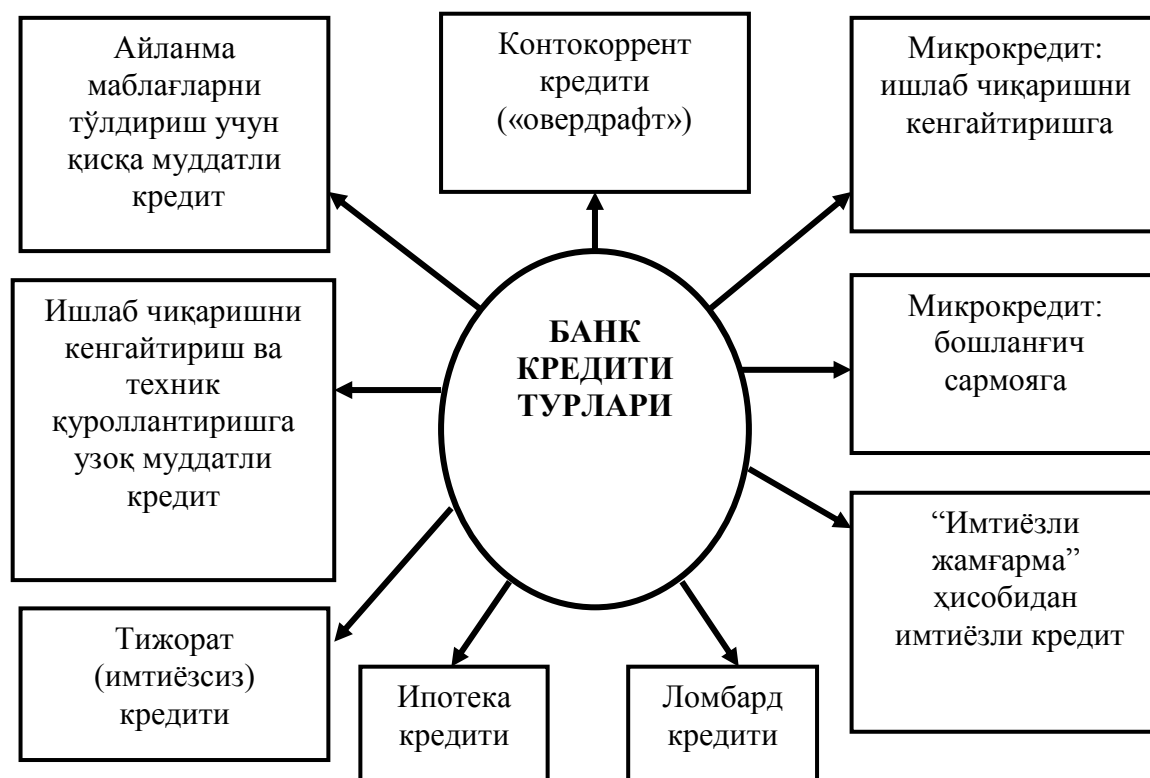 Айланма
маблағларни
тўлдириш учун
қисқа муддатли
кредит
Контокоррент
кредити
(«овердрафт»)
Микрокредит:
ишлаб чиқаришни
кенгайтиришга
Ишлаб чиқаришни
кенгайтириш ва
техник
қуроллантиришга
узоқ муддатли
кредит
БАНК
КРЕДИТИ
ТУРЛАРИ
Микрокредит:
бошланғич
сармояга
“Имтиёзли
жамғарма”
ҳисобидан
имтиёзли кредит
Тижорат
(имтиёзсиз)
кредити
Ипотека
кредити
Ломбард
кредити